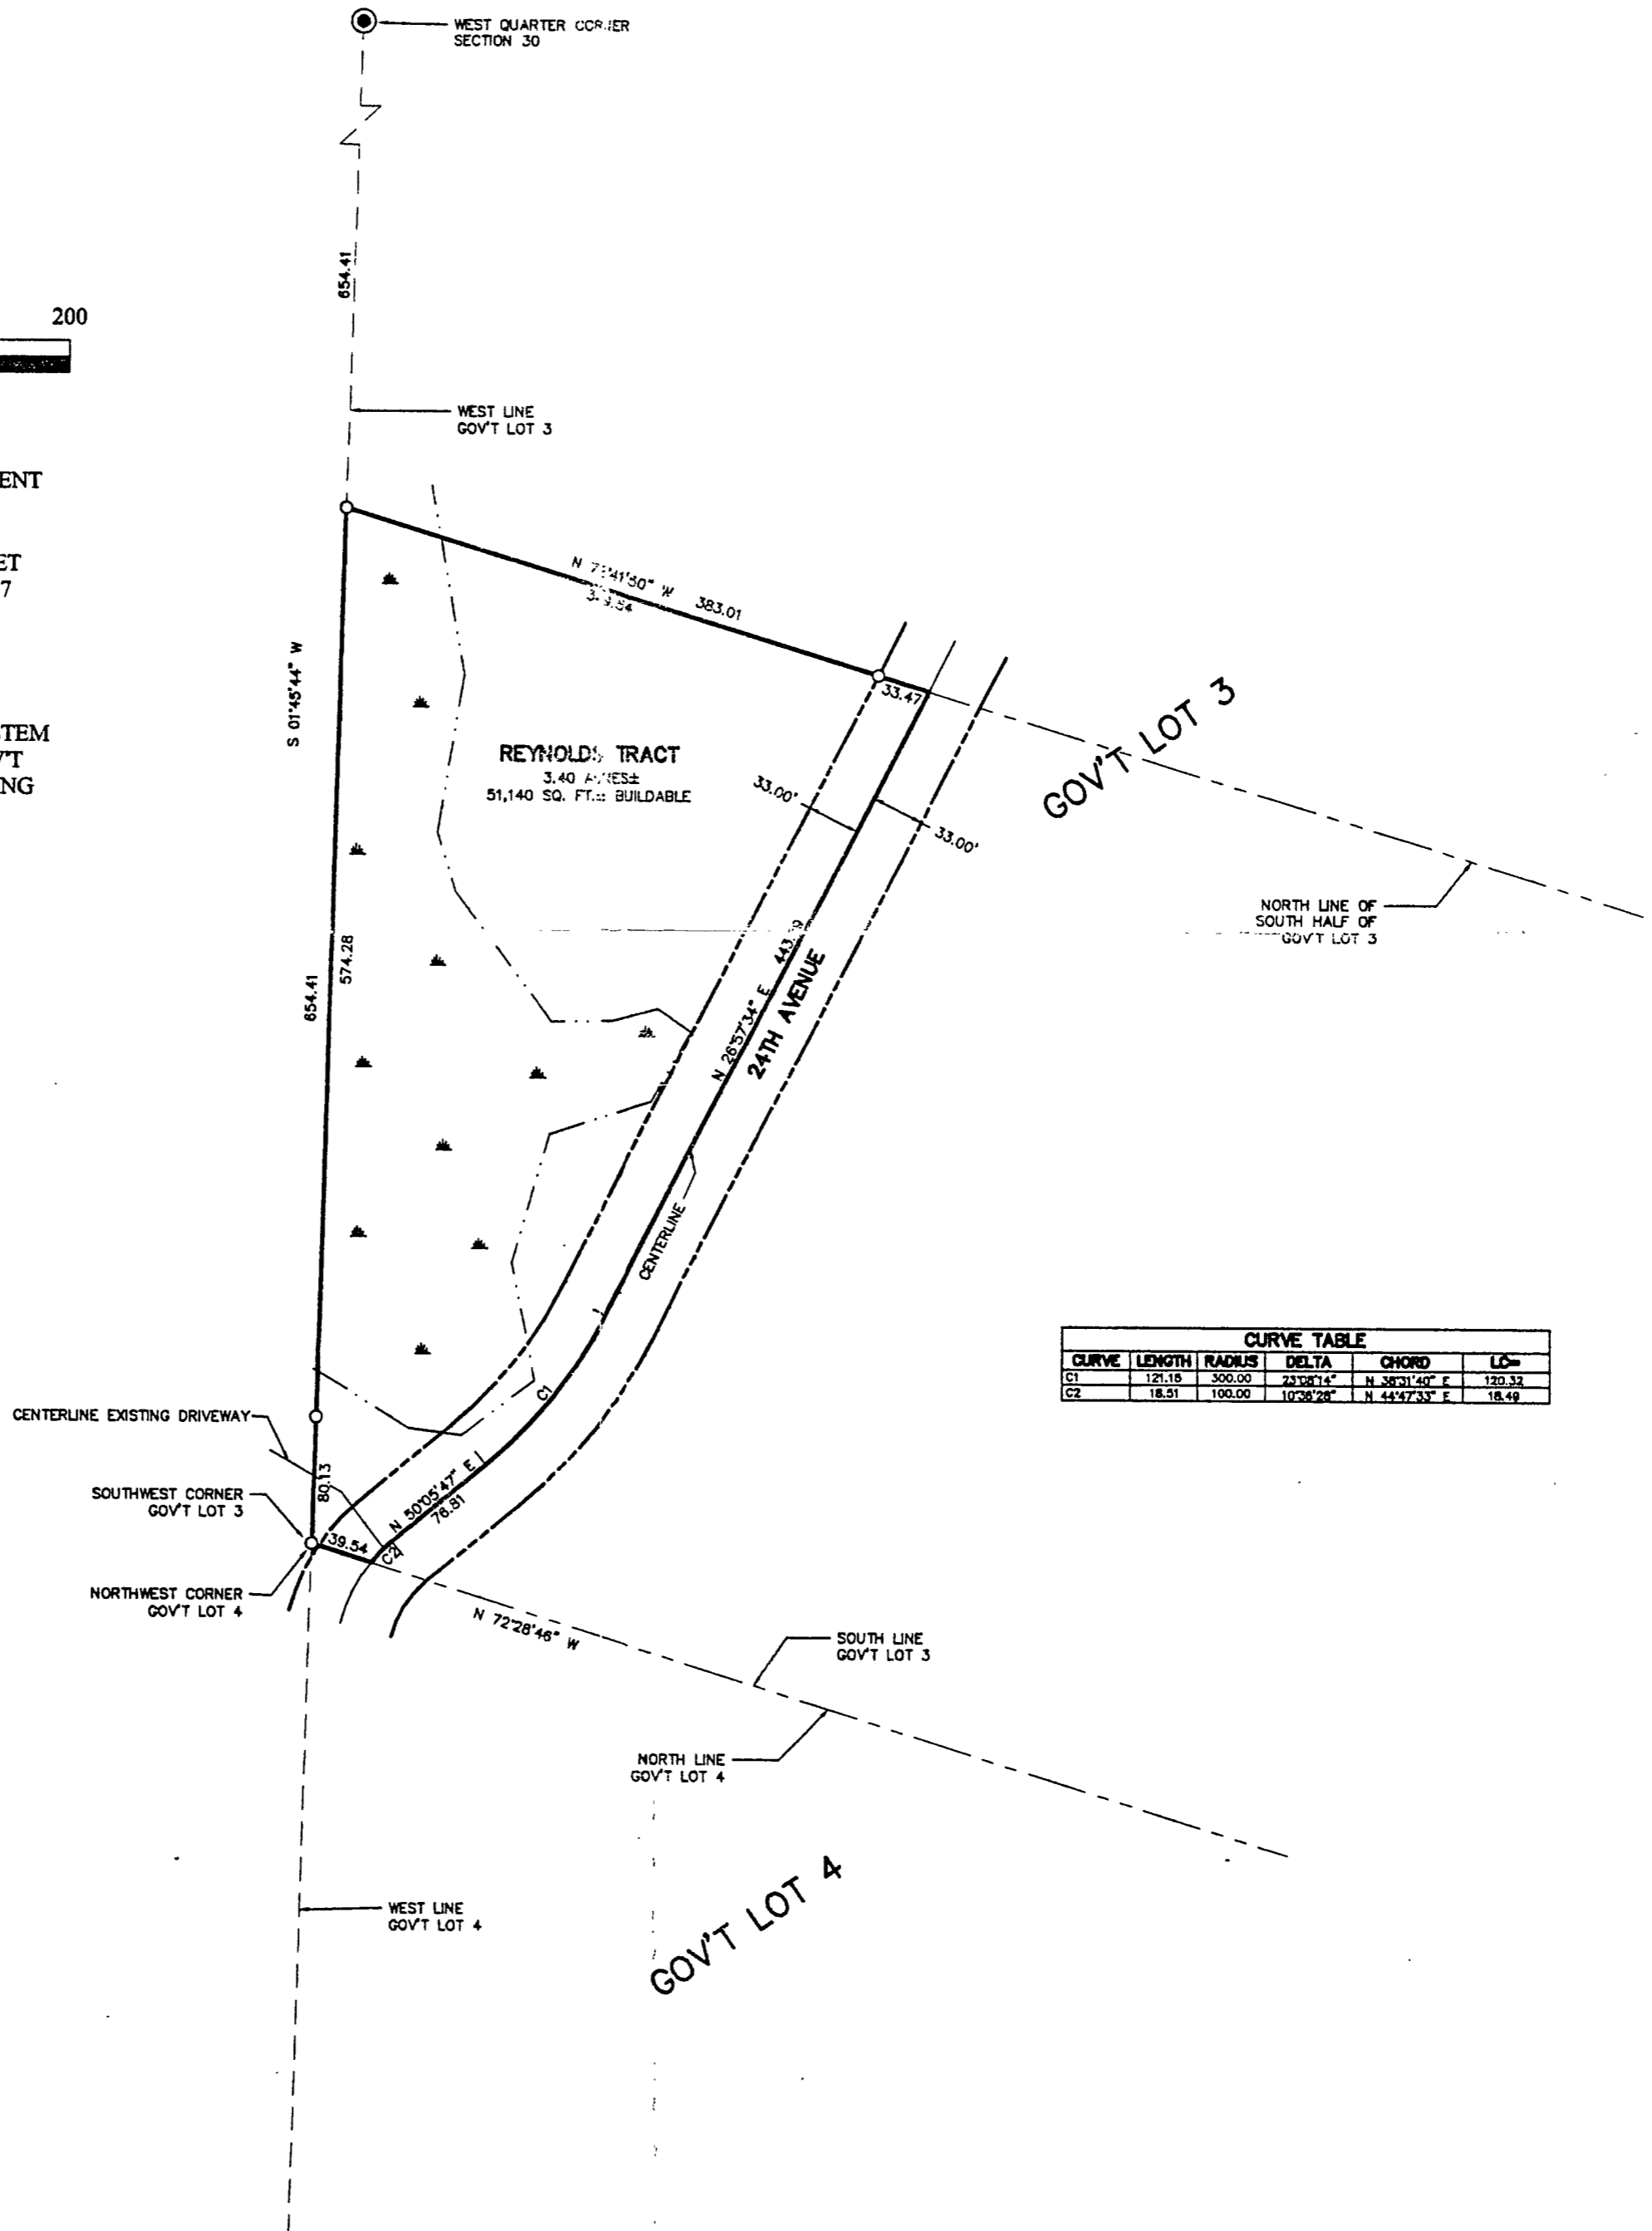 WEST QUARTER CORNER
SECTION 30
654.41
200
WEST LINE
GOV'T LOT 3
ENT
ET
7
TEM
V'T
NG
S 01°45'44" W
383.01
33.47
REYNOLDS TRACT
3.40 ACRES±
51,140 SQ. FT.± BUILDABLE
33.00'
33.00'
GOV'T LOT 3
NORTH LINE OF
SOUTH HALF OF
GOV'T LOT 3
654.41
574.28
N 26°57'34" E
24TH AVENUE
CENTERLINE
CURVE TABLE
CURVE LENGTH RADIUS DELTA CHORD LC=
C1 121.15 300.00 23°08'14" N 38°31'40" E 120.32
C2 18.51 100.00 10°36'28" N 44°47'33" E 18.49
C1
CENTERLINE EXISTING DRIVEWAY
80.13
N 50°05'47" E
76.81
SOUTHWEST CORNER
GOV'T LOT 3
39.54
C2
NORTHWEST CORNER
GOV'T LOT 4
N 72°28'46" W
SOUTH LINE
GOV'T LOT 3
NORTH LINE
GOV'T LOT 4
WEST LINE
GOV'T LOT 4
GOV'T LOT 4